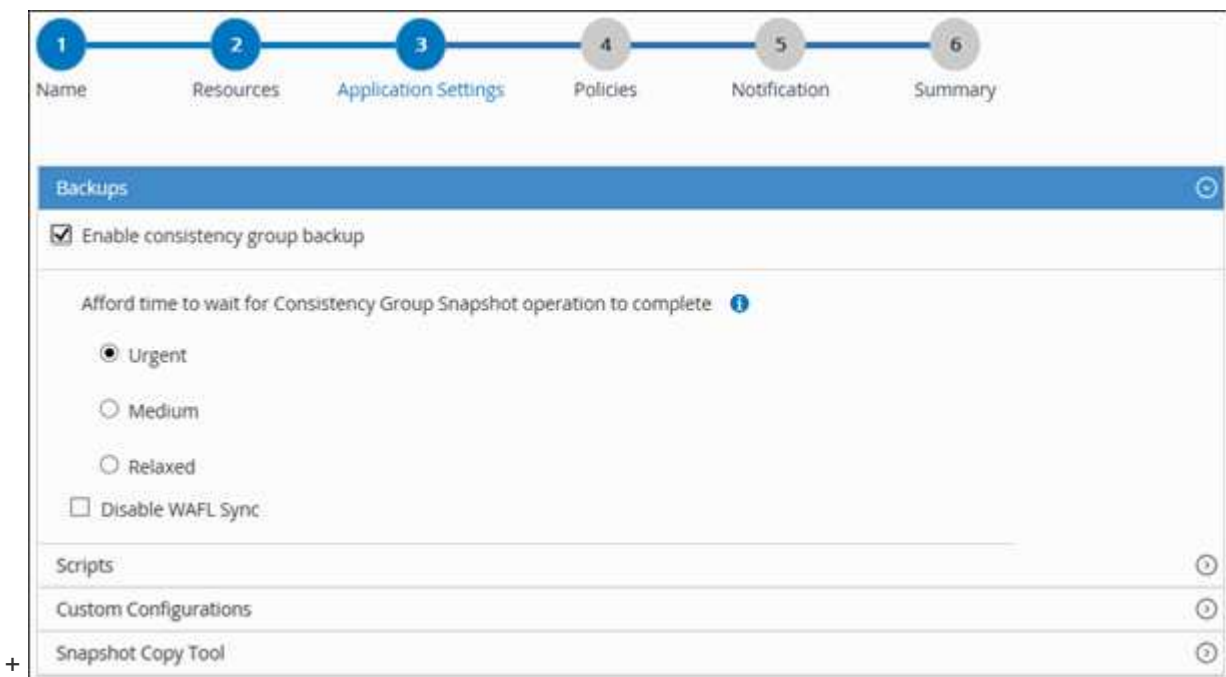 1 2 3 4 5 6
Name Resources Application Settings Policies Notification Summary
Backups
Enable consistency group backup
Afford time to wait for Consistency Group Snapshot operation to complete
Urgent
Medium
Relaxed
Disable WAFL Sync
Scripts
Custom Configurations
+ Snapshot Copy Tool